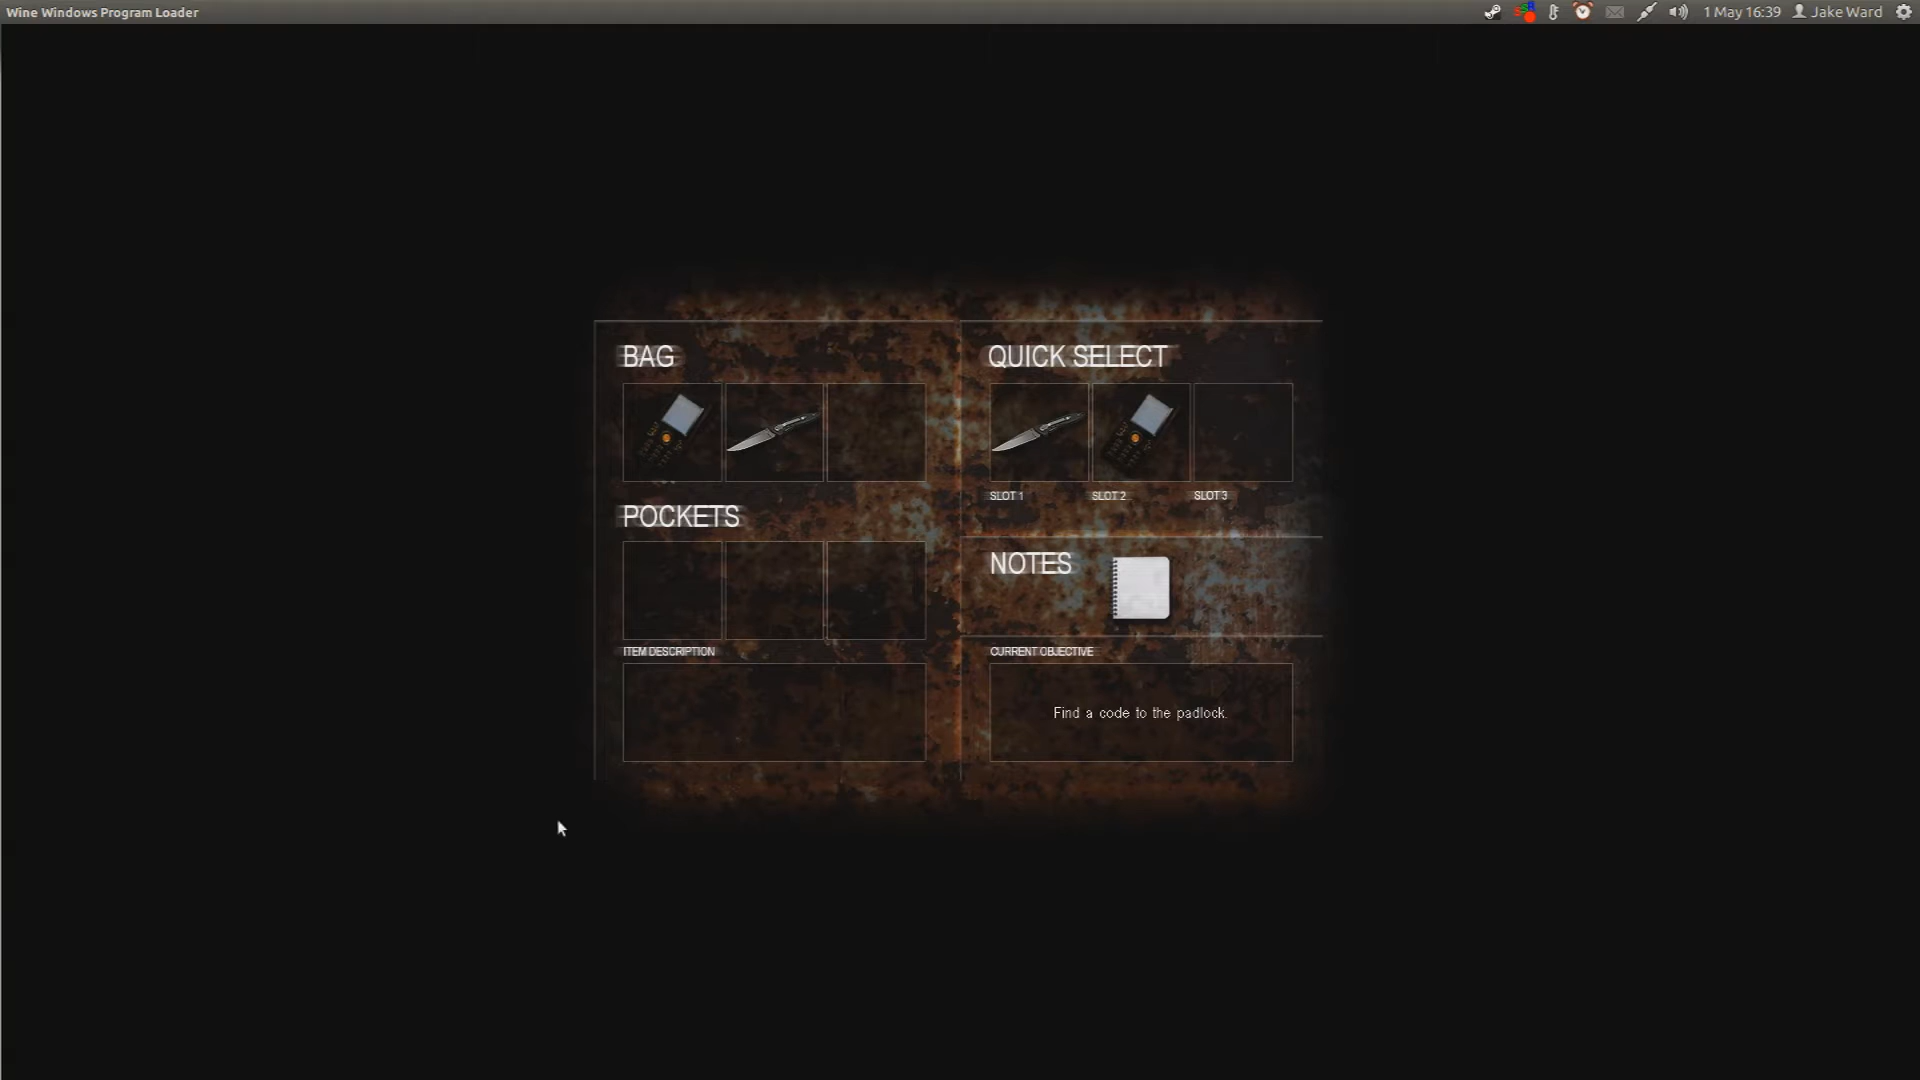 Wine Windows Program Loader
1 May 16:39
Jake Ward
BAG
QUICK SELECT
SLOT 1
SLOT 2
SLOT 3
POCKETS
NOTES
ITEM DESCRIPTION
CURRENT OBJECTIVE
Find a code to the padlock.